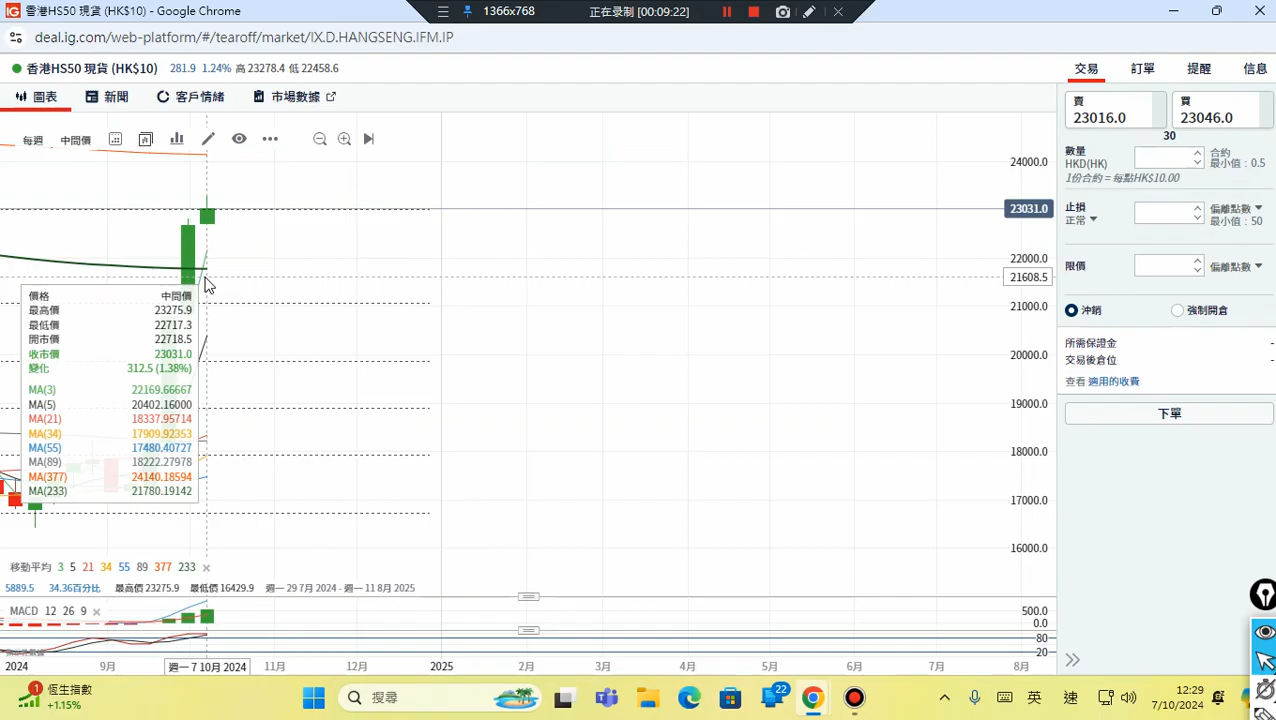 香港HS50 現貨 (HK$10) - Google Chrome
1366x768
正在录制 [00:09:22]
deal.ig.com/web-platform/#/tearoff/market/IX.D.HANGSENG.IFM.IP
香港HS50 現貨 (HK$10) 281.9 1.24% 高 23278.4 低 22458.6
交易 訂單 提醒 信息
圖表 新聞 客戶情緒 市場數據
賣
23016.0
買
23046.0
30
每週 中間價
數量
HKD(HK)
合約
最小值 : 0.5
1份合約 = 每點HK$10.00
止損
正常
偏離點數
最小值 : 50
限價
偏離點數
沖銷 強制開倉
所需保證金 -
交易後倉位 -
查看 適用的收費
下單
24000.0
23031.0
22000.0
21608.5
21000.0
20000.0
19000.0
18000.0
17000.0
16000.0
價格 中間價
最高價 23275.9
最低價 22717.3
開市價 22718.5
收市價 23031.0
變化 312.5 (1.38%)
MA(3) 22169.66667
MA(5) 20402.16000
MA(21) 18337.95714
MA(34) 17909.92353
MA(55) 17480.40727
MA(89) 18222.27978
MA(377) 24140.18594
MA(233) 21780.19142
移動平均 3 5 21 34 55 89 377 233
5889.5 34.36百分比 最高價 23275.9 最低價 16429.9 週一 29 7月 2024 - 週一 11 8月 2025
MACD 12 26 9
500.0
0.0
80
20
2024 9月 週一 7 10月 2024 11月 12月 2025 2月 3月 4月 5月 6月 7月 8月
1
恆生指數
+1.15%
搜尋
22
英 速
12:29
7/10/2024